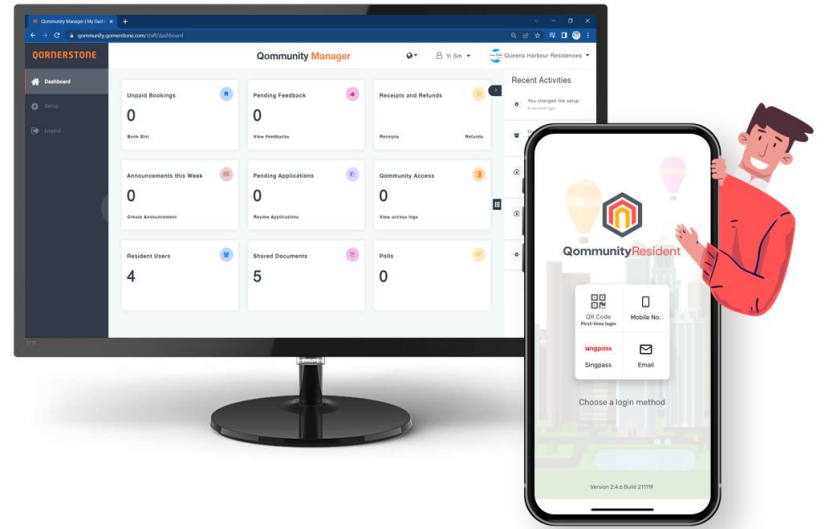 Qommunity Manager | My Dash
qommunity.qornerstone.com/staff/dashboard
QORNERSTONE
Qommunity Manager
Yi Sin
Queens Harbour Residences
Dashboard
Setup
Logout
Unpaid Bookings
0
Book Slot
Pending Feedback
0
View Feedbacks
Receipts and Refunds
Receipts
Refunds
Announcements this Week
0
Create Announcement
Pending Applications
0
Review Applications
Qommunity Access
0
View access logs
Resident Users
4
Shared Documents
5
Polls
0
Recent Activities
You changed the setup
QommunityResident
QR Code
First-time login
Mobile No.
singpass
Singpass
Email
Choose a login method
Version 2.4.6 Build 211119